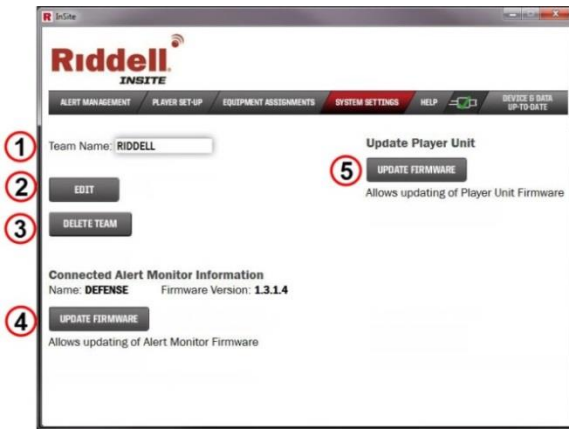 R InSite
Riddell
INSITE
ALERT MANAGEMENT PLAYER SET-UP EQUIPMENT ASSIGNMENTS SYSTEM SETTINGS HELP DEVICE & DATA
UP-TO-DATE
1 Team Name: RIDDELL
2 EDIT
3 DELETE TEAM
Connected Alert Monitor Information
Name: DEFENSE Firmware Version: 1.3.1.4
4 UPDATE FIRMWARE
Allows updating of Alert Monitor Firmware
Update Player Unit
5 UPDATE FIRMWARE
Allows updating of Player Unit Firmware